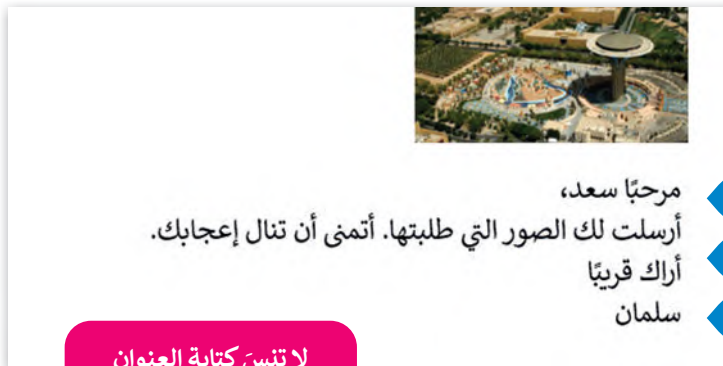 مرحبًا سعد،
أرسلت لك الصور التي طلبتها. أتمنى أن تنال إعجابك.
أراك قريبًا
سلمان
لا تنسَ كتابة العنوان